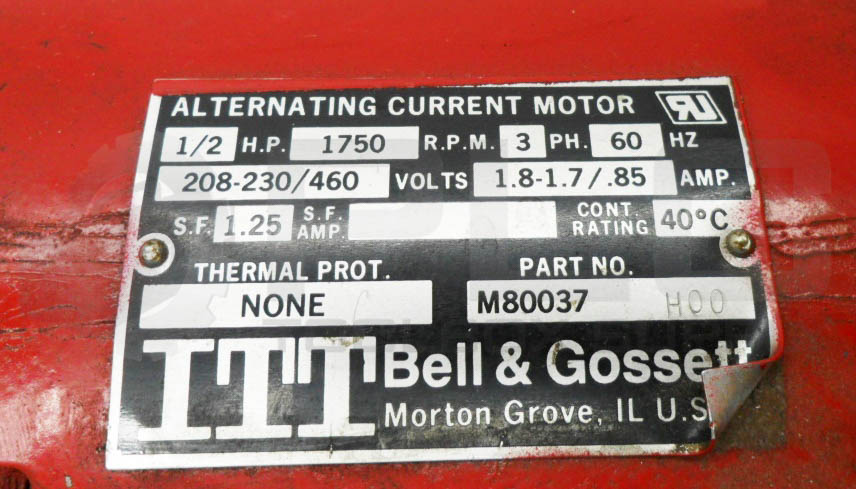 ALTERNATING CURRENT MOTOR RU
1/2 H.P. 1750 R.P.M. 3 PH. 60 HZ
208-230/460 VOLTS 1.8-1.7/.85 AMP.
S.F. 1.25 S.F. AMP. CONT. RATING 40°C
THERMAL PROT. PART NO.
NONE M80037 H00
ITT Bell & Gossett
Morton Grove, IL U.S